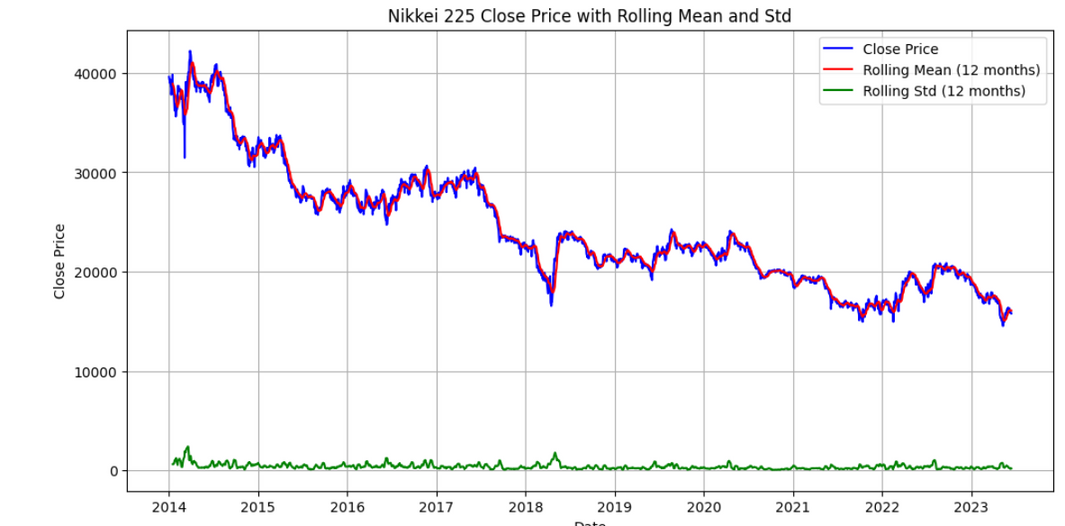 Nikkei 225 Close Price with Rolling Mean and Std
Close Price
Rolling Mean (12 months)
Rolling Std (12 months)
Close Price
40000
30000
20000
10000
0
2014 2015 2016 2017 2018 2019 2020 2021 2022 2023
Date